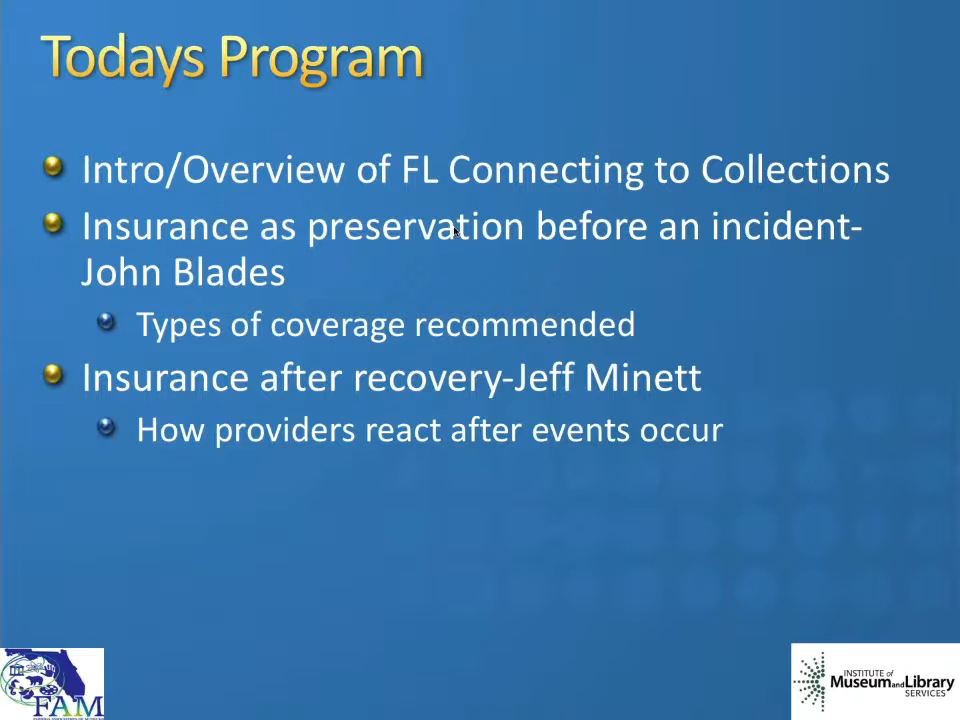 Todays Program
Intro/Overview of FL Connecting to Collections
Insurance as preservation before an incident-
John Blades
Types of coverage recommended
Insurance after recovery-Jeff Minett
How providers react after events occur
FAM
INSTITUTE of
Museum and Library
SERVICES